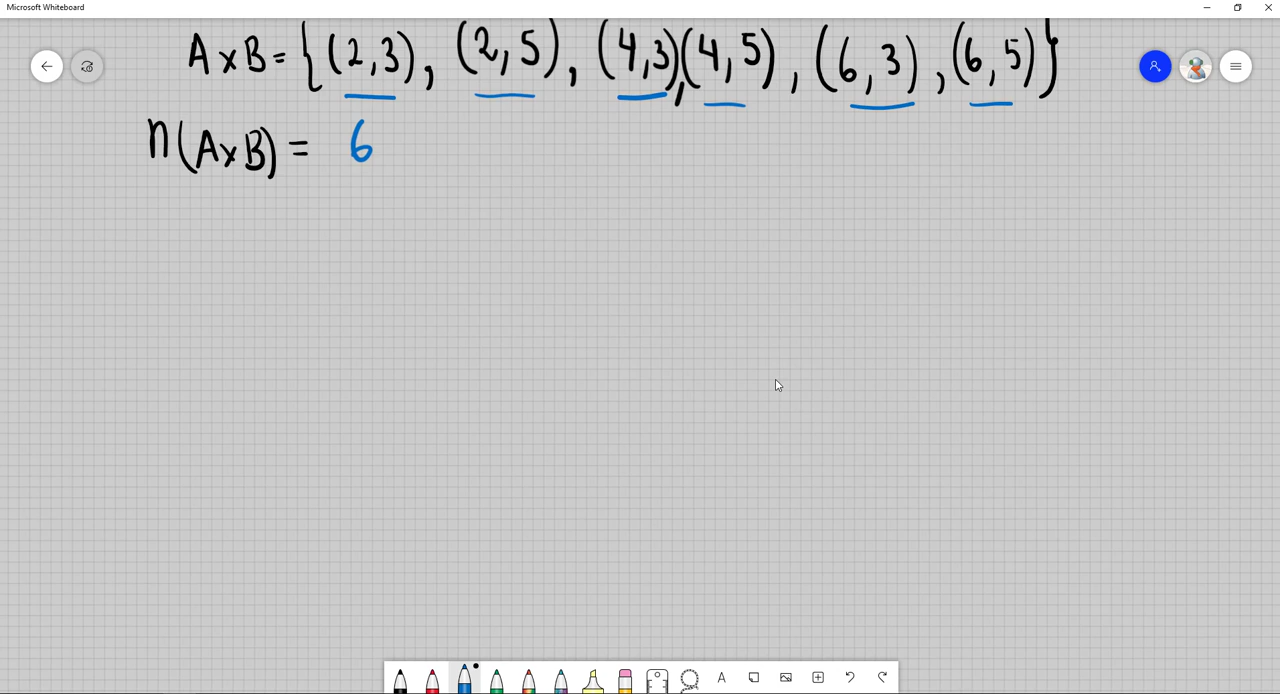 Microsoft Whiteboard
A x B = {(2,3), (2,5), (4,3),(4,5), (6,3), (6,5)}
n(A x B) = 6
A